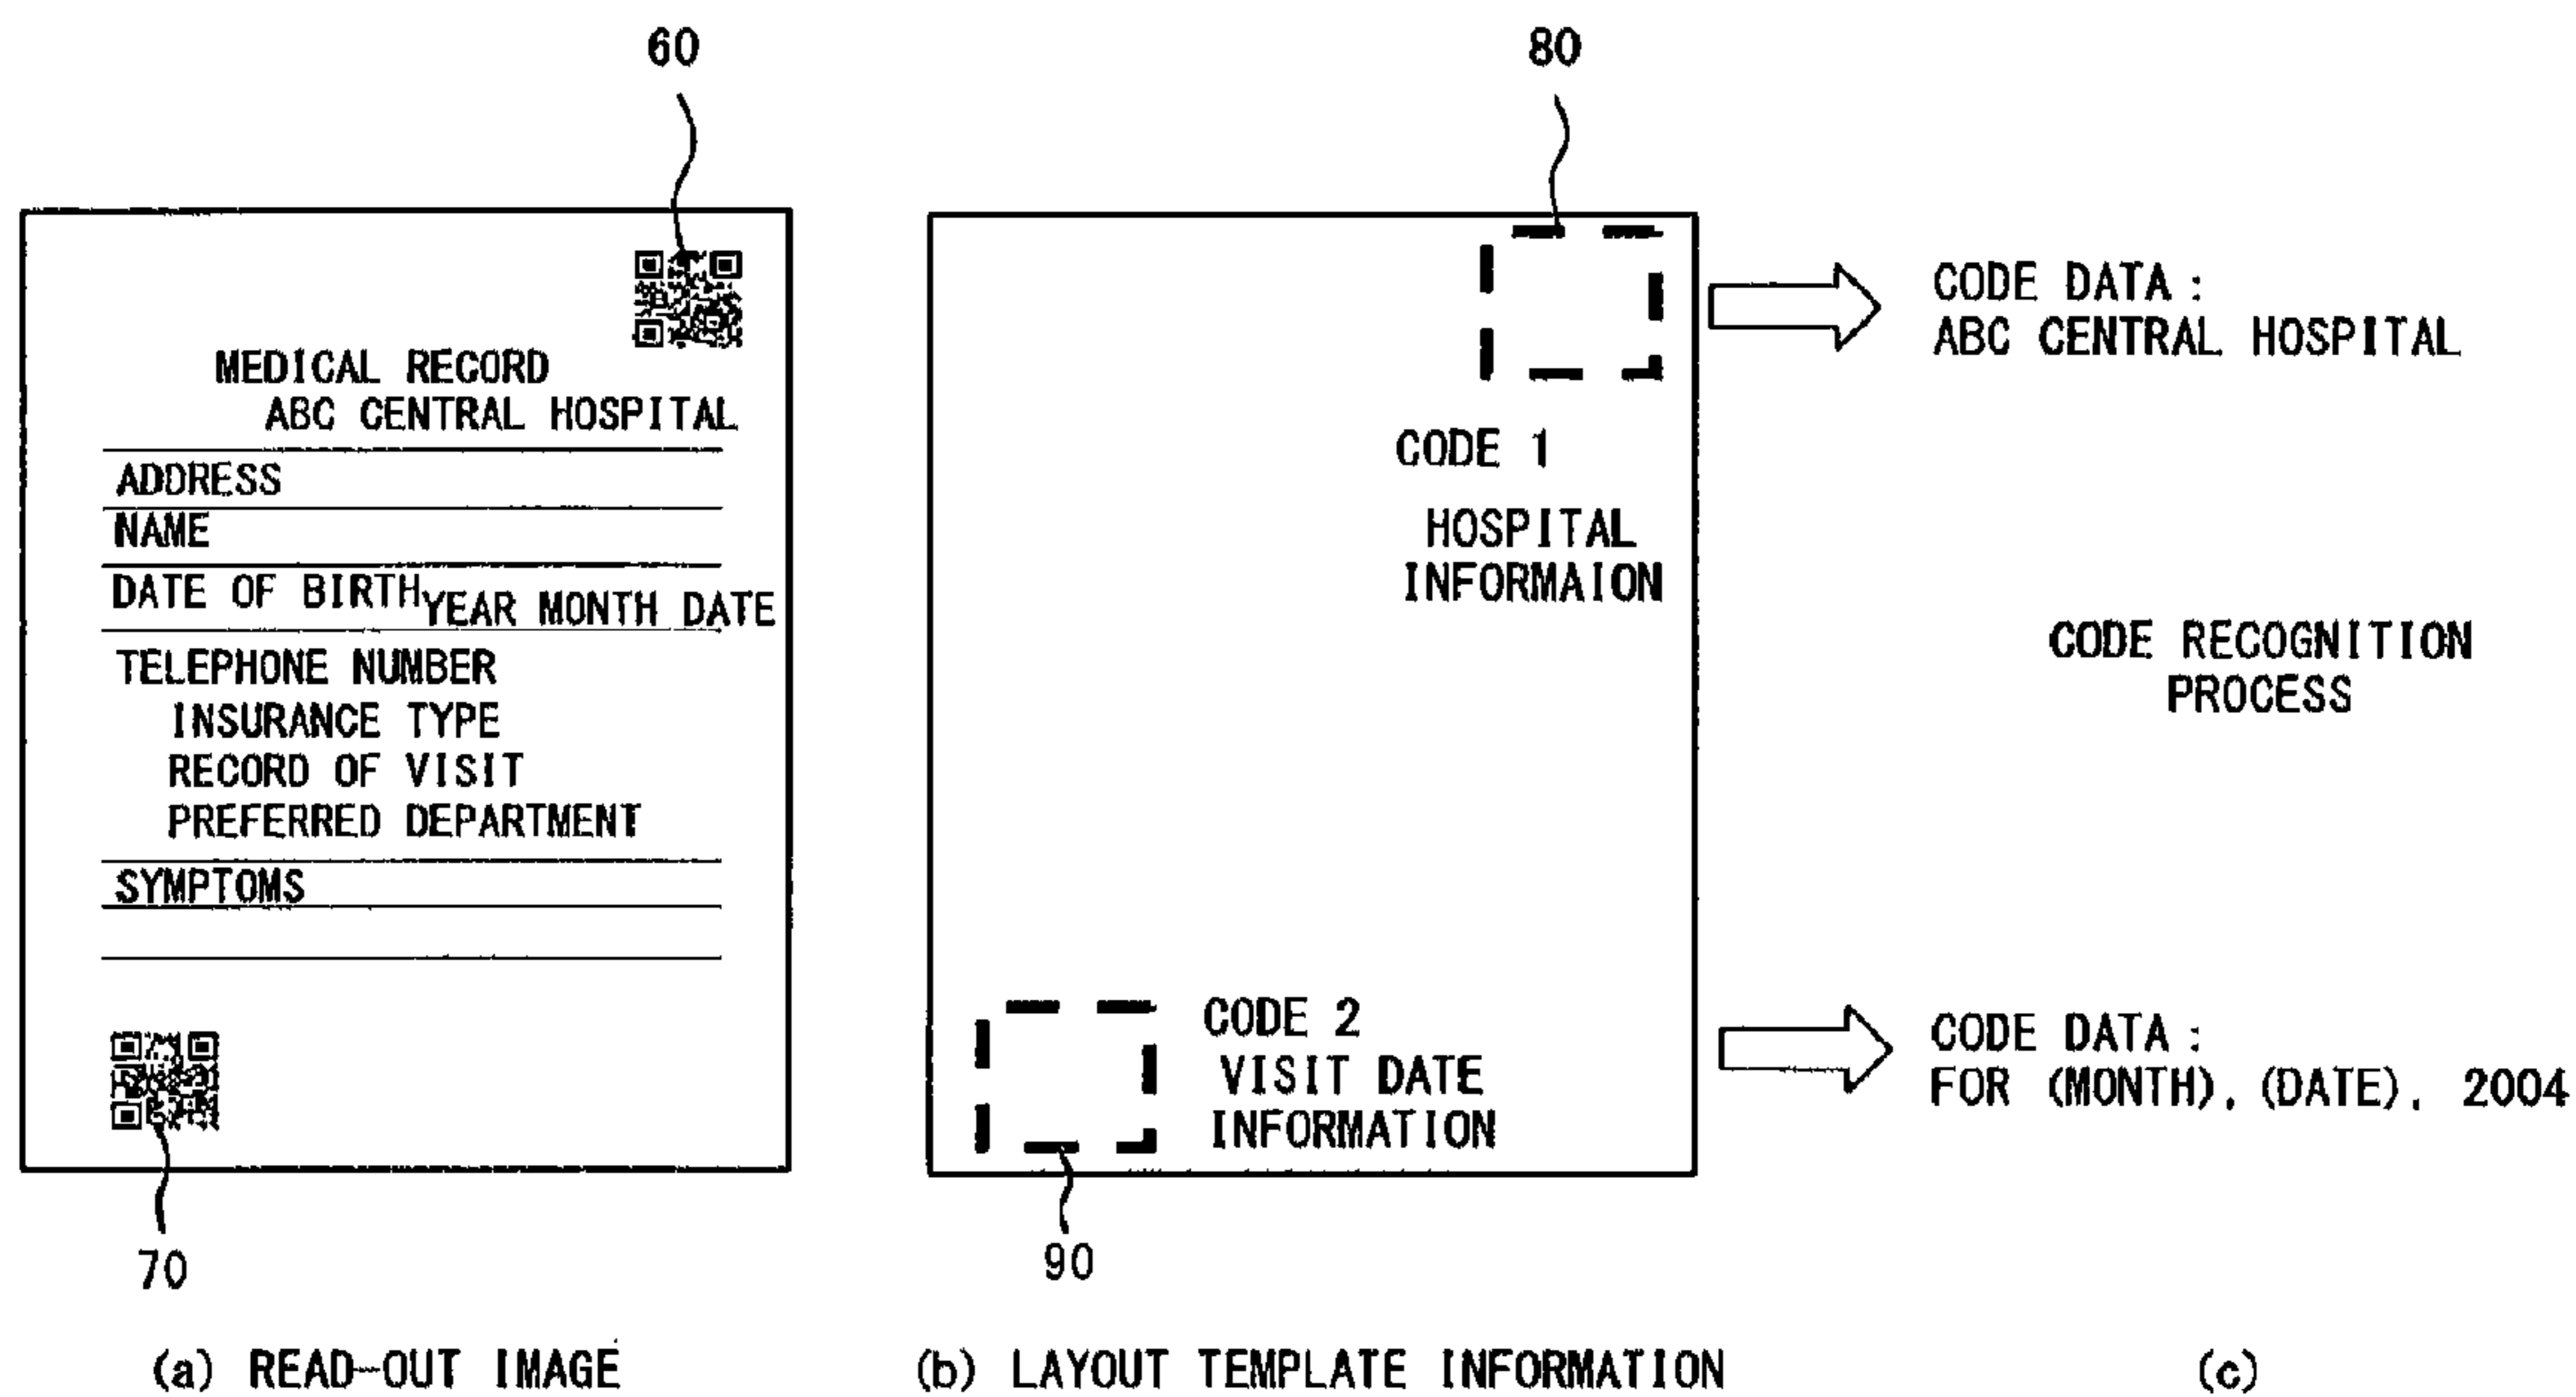 60
80
MEDICAL RECORD
ABC CENTRAL HOSPITAL
ADDRESS
NAME
DATE OF BIRTH YEAR MONTH DATE
TELEPHONE NUMBER
INSURANCE TYPE
RECORD OF VISIT
PREFERRED DEPARTMENT
SYMPTOMS
70
CODE 1
HOSPITAL
INFORMAION
CODE 2
VISIT DATE
INFORMATION
90
CODE DATA :
ABC CENTRAL HOSPITAL
CODE RECOGNITION
PROCESS
CODE DATA :
FOR (MONTH), (DATE), 2004
(a) READ-OUT IMAGE
(b) LAYOUT TEMPLATE INFORMATION
(c)